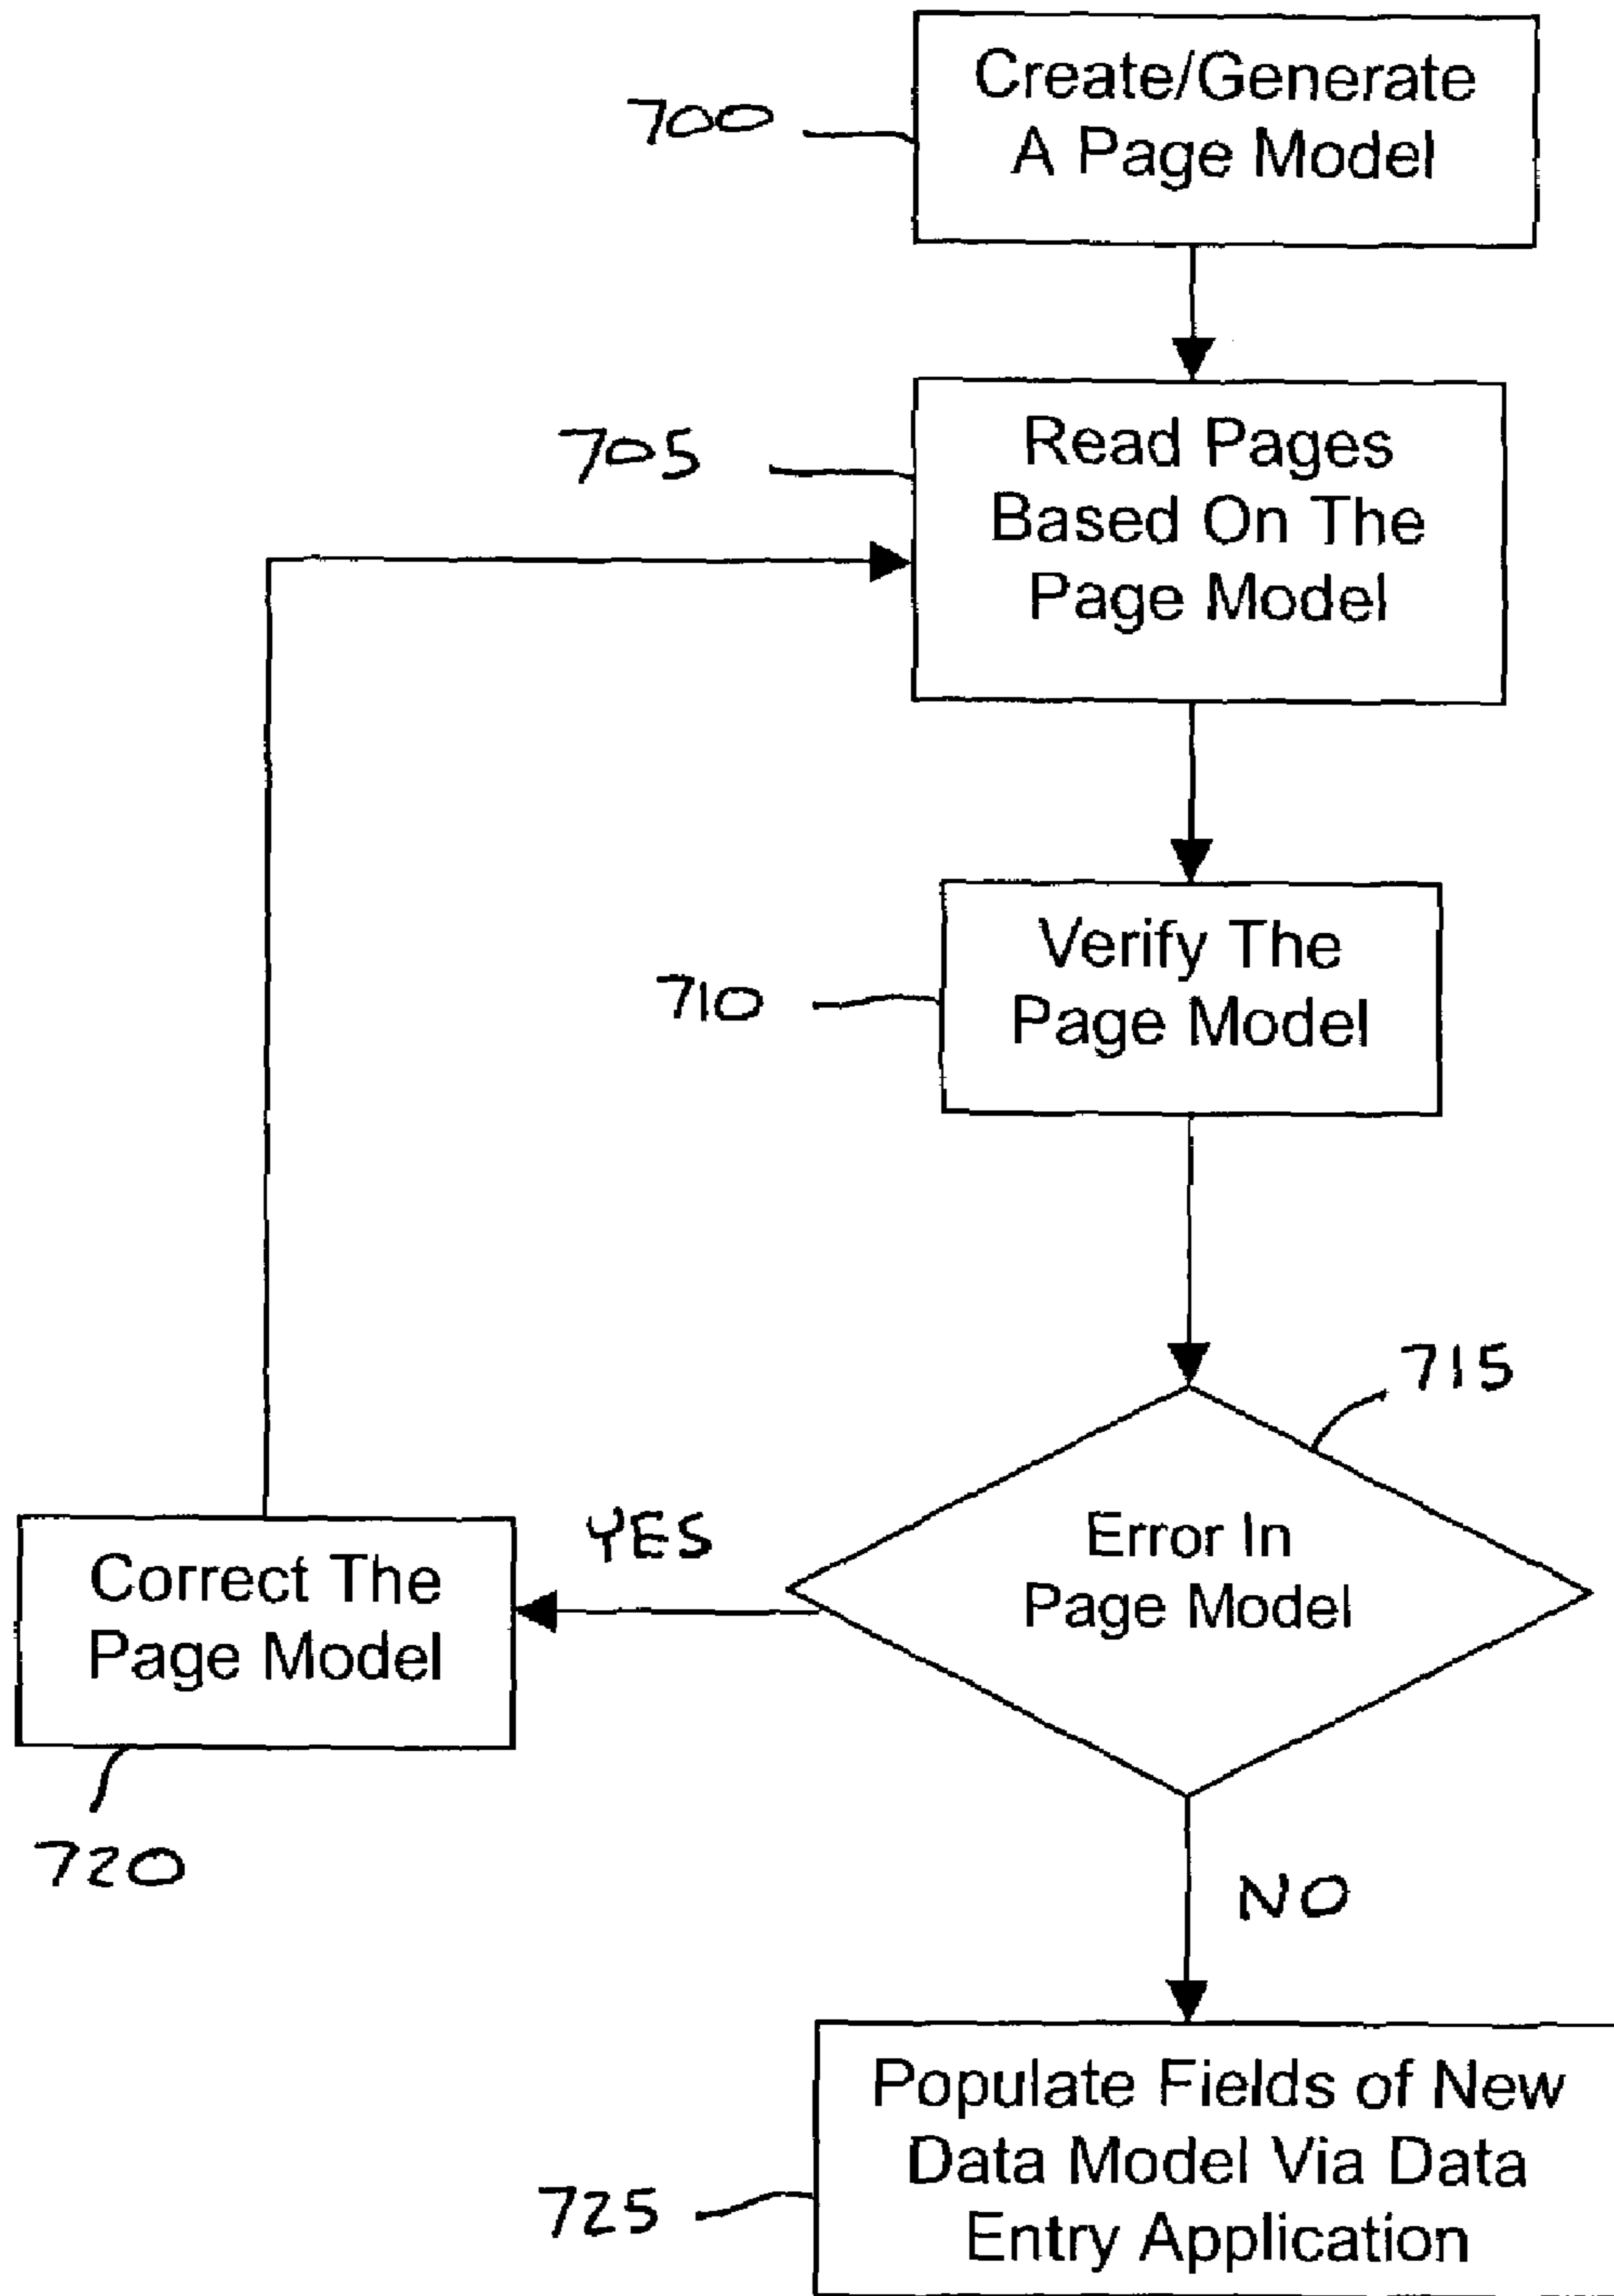 700
Create/Generate
A Page Model
705
Read Pages
Based On The
Page Model
710
Verify The
Page Model
715
Error In
Page Model
YES
Correct The
Page Model
720
NO
725
Populate Fields of New
Data Model Via Data
Entry Application